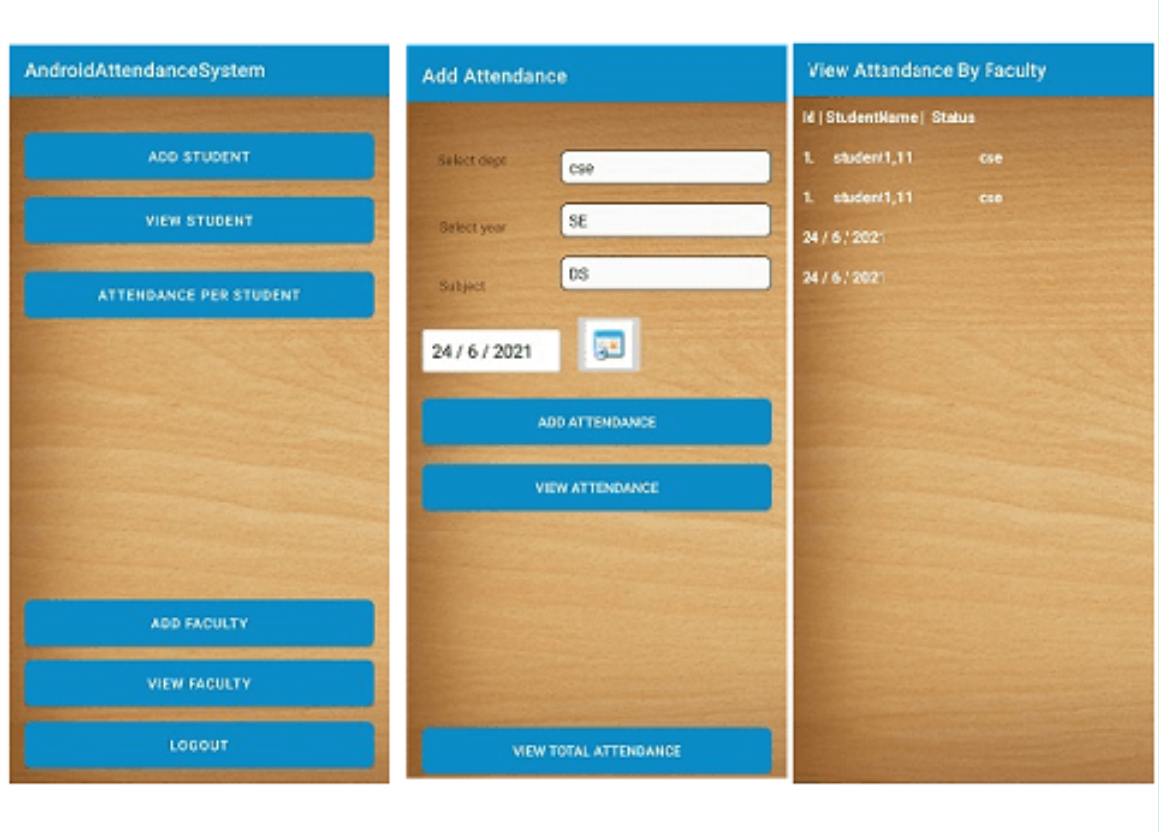 AndroidAttendanceSystem
ADD STUDENT
VIEW STUDENT
ATTENDANCE PER STUDENT
ADD FACULTY
VIEW FACULTY
LOGOUT
Add Attendance
Select dept
cse
Select year
SE
Subject
DS
24 / 6 / 2021
ADD ATTENDANCE
VIEW ATTENDANCE
VIEW TOTAL ATTENDANCE
View Attandance By Faculty
Id | StudentName | Status
1. student1,11 cse
1. student1,11 cse
24 / 6 / 2021
24 / 6 / 2021